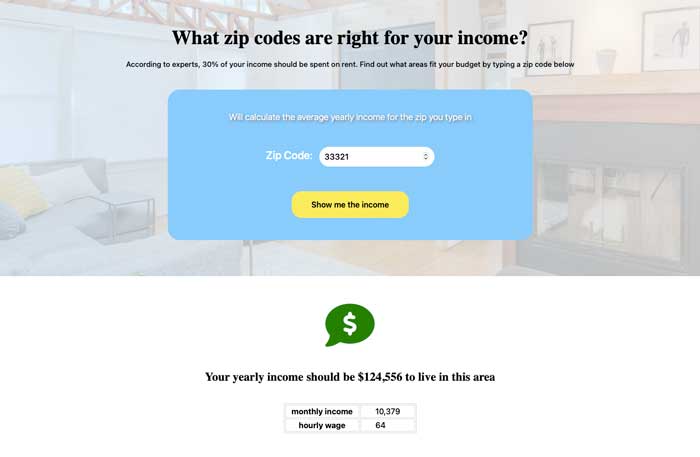 What zip codes are right for your income?
According to experts, 30% of your income should be spent on rent. Find out what areas fit your budget by typing a zip code below
Will calculate the average yearly income for the zip you type in
Zip Code: 33321
Show me the income
$
Your yearly income should be $124,556 to live in this area
monthly income 10,379
hourly wage 64